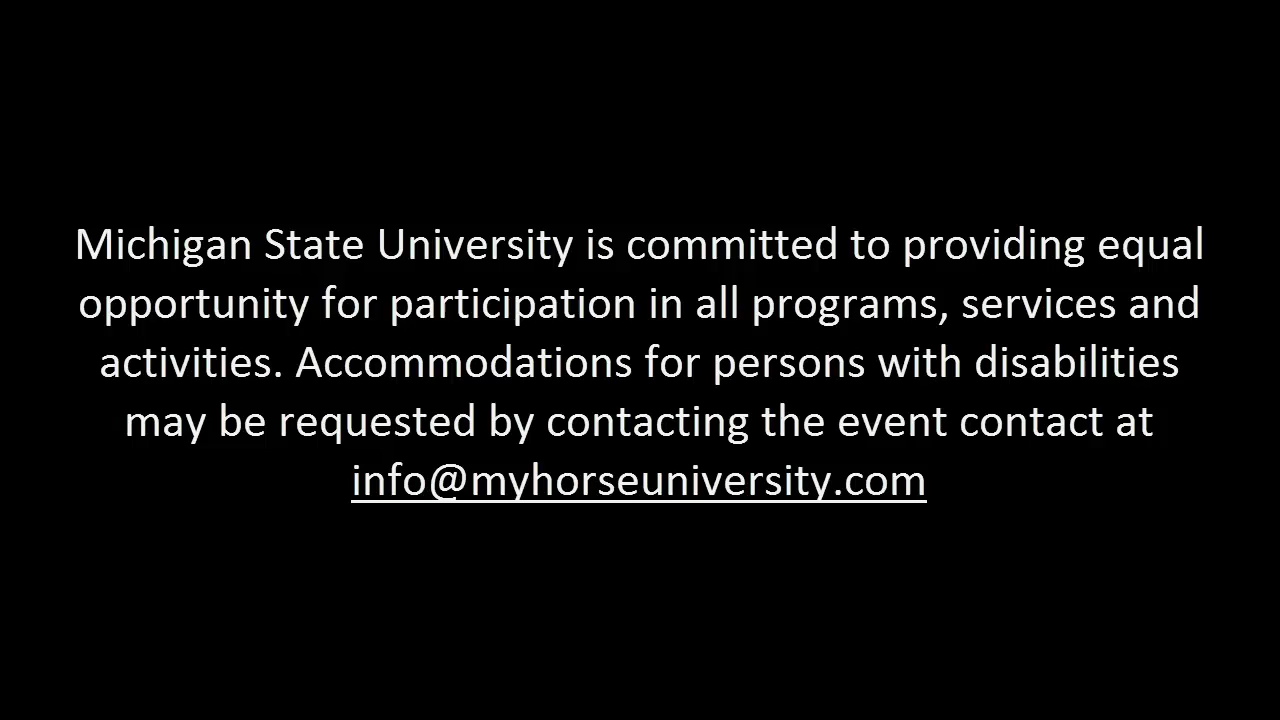 Michigan State University is committed to providing equal
opportunity for participation in all programs, services and
activities. Accommodations for persons with disabilities
may be requested by contacting the event contact at
info@myhorseuniversity.com